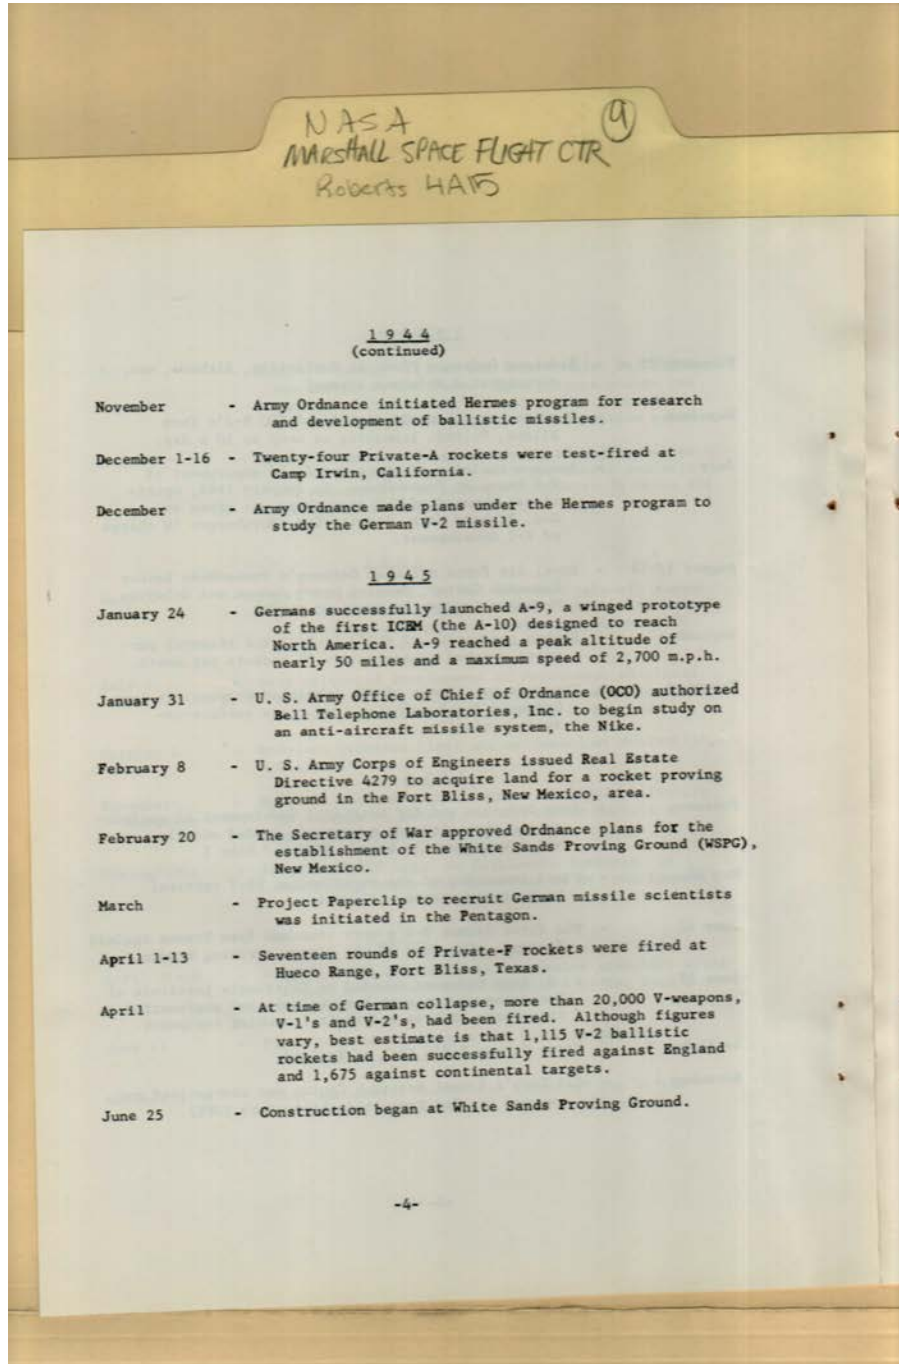 NASA
9
MARSHALL SPACE FLIGHT CTR
Roberts 4A15
1 9 4 4
(continued)
November - Army Ordnance initiated Hermes program for research
and development of ballistic missiles.
December 1-16 - Twenty-four Private-A rockets were test-fired at
Camp Irwin, California.
December - Army Ordnance made plans under the Hermes program to
study the German V-2 missile.
1 9 4 5
January 24 - Germans successfully launched A-9, a winged prototype
of the first ICBM (the A-10) designed to reach
North America. A-9 reached a peak altitude of
nearly 50 miles and a maximum speed of 2,700 m.p.h.
January 31 - U. S. Army Office of Chief of Ordnance (OCO) authorized
Bell Telephone Laboratories, Inc. to begin study on
an anti-aircraft missile system, the Nike.
February 8 - U. S. Army Corps of Engineers issued Real Estate
Directive 4279 to acquire land for a rocket proving
ground in the Fort Bliss, New Mexico, area.
February 20 - The Secretary of War approved Ordnance plans for the
establishment of the White Sands Proving Ground (WSPG),
New Mexico.
March - Project Paperclip to recruit German missile scientists
was initiated in the Pentagon.
April 1-13 - Seventeen rounds of Private-F rockets were fired at
Hueco Range, Fort Bliss, Texas.
April - At time of German collapse, more than 20,000 V-weapons,
V-1's and V-2's, had been fired. Although figures
vary, best estimate is that 1,115 V-2 ballistic
rockets had been successfully fired against England
and 1,675 against continental targets.
June 25 - Construction began at White Sands Proving Ground.
-4-